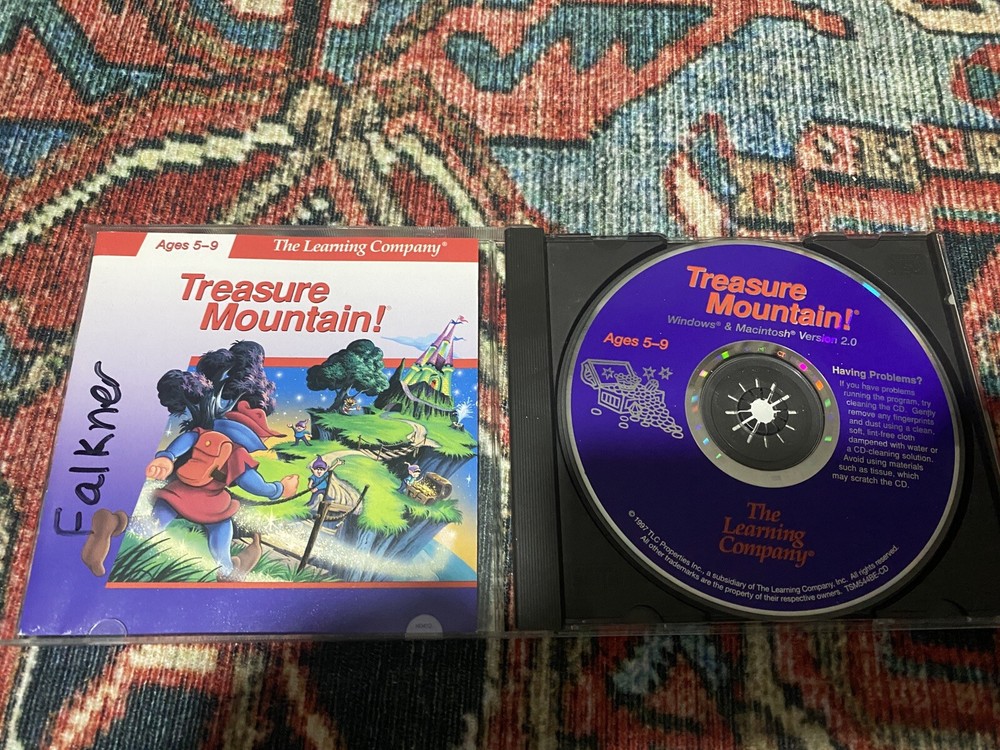 Ages 5–9
The Learning Company®
Treasure
Mountain!®
Falkner
Treasure
Mountain!®
Windows® & Macintosh® Version 2.0
Ages 5–9
Having Problems?
If you have problems
running the program, try
cleaning the CD. Gently
remove any fingerprints
and dust using a clean,
soft, lint-free cloth
dampened with water or
a CD-cleaning solution.
Avoid using materials
such as tissue, which
may scratch the CD.
The
Learning
Company®
© 1997 TLC Properties Inc., a subsidiary of The Learning Company, Inc. All rights reserved.
All other trademarks are the property of their respective owners. TSM544BE-CD